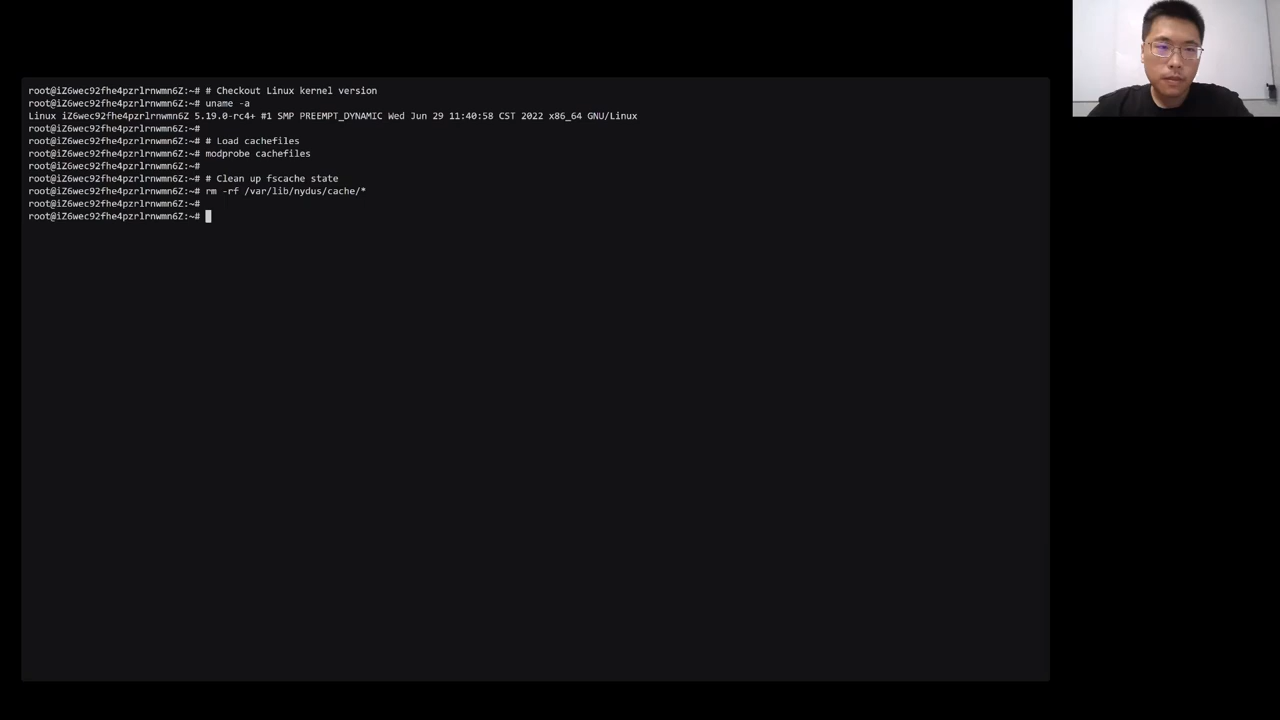 root@iZ6wec92fhe4pzrlrnwmn6Z:~# # Checkout Linux kernel version
root@iZ6wec92fhe4pzrlrnwmn6Z:~# uname -a
Linux iZ6wec92fhe4pzrlrnwmn6Z 5.19.0-rc4+ #1 SMP PREEMPT_DYNAMIC Wed Jun 29 11:40:58 CST 2022 x86_64 GNU/Linux
root@iZ6wec92fhe4pzrlrnwmn6Z:~#
root@iZ6wec92fhe4pzrlrnwmn6Z:~# # Load cachefiles
root@iZ6wec92fhe4pzrlrnwmn6Z:~# modprobe cachefiles
root@iZ6wec92fhe4pzrlrnwmn6Z:~#
root@iZ6wec92fhe4pzrlrnwmn6Z:~# # Clean up fscache state
root@iZ6wec92fhe4pzrlrnwmn6Z:~# rm -rf /var/lib/nydus/cache/*
root@iZ6wec92fhe4pzrlrnwmn6Z:~#
root@iZ6wec92fhe4pzrlrnwmn6Z:~#